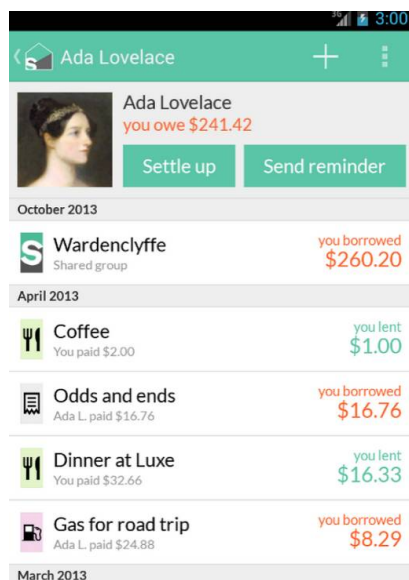 3G 3:00
Ada Lovelace
Ada Lovelace
you owe $241.42
Settle up Send reminder
October 2013
Wardenclyffe you borrowed
Shared group $260.20
April 2013
Coffee you lent
You paid $2.00 $1.00
Odds and ends you borrowed
Ada L. paid $16.76 $16.76
Dinner at Luxe you lent
You paid $32.66 $16.33
Gas for road trip you borrowed
Ada L. paid $24.88 $8.29
March 2013